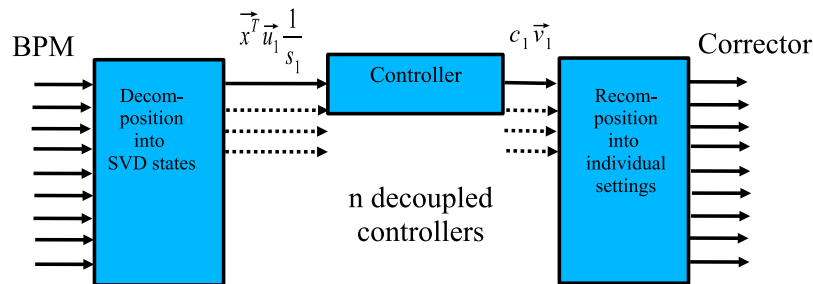 BPM
x⃗ᵀ u⃗₁ 1/s₁
c₁ v⃗₁
Corrector
Decom-
position
into
SVD states
Controller
Recom-
position into
individual
settings
n decoupled
controllers